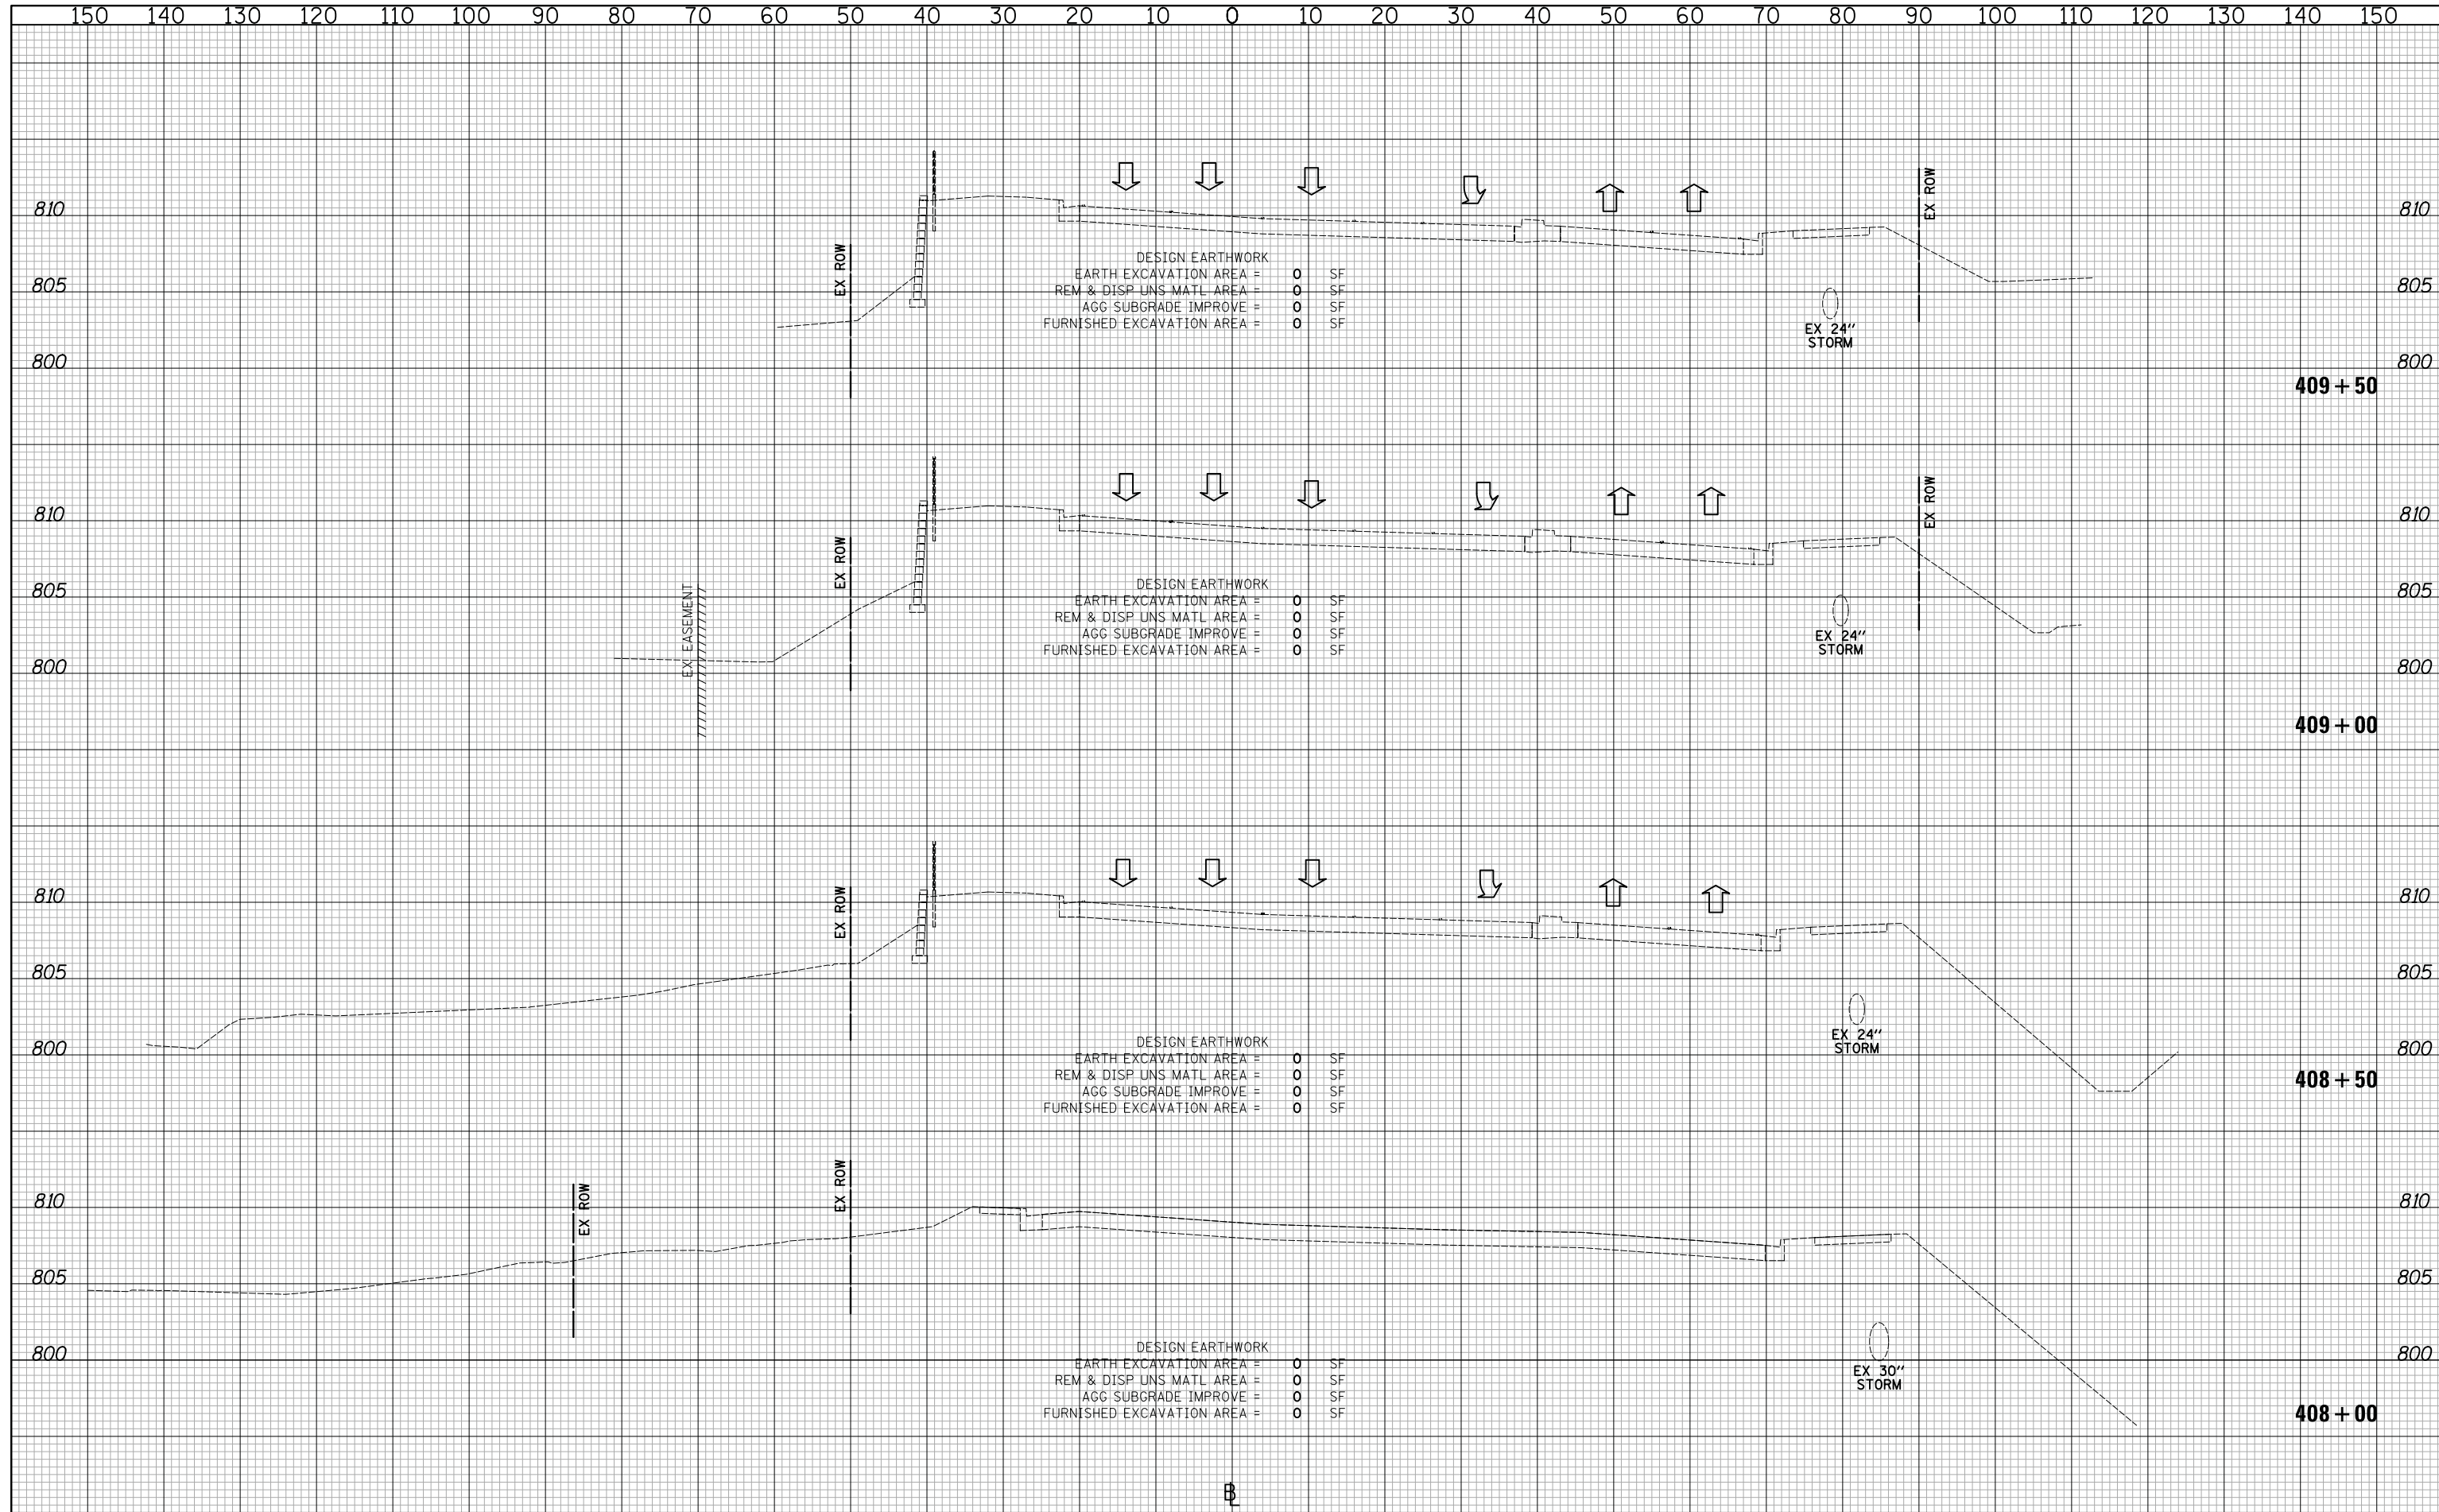 150 140 130 120 110 100 90 80 70 60 50 40 30 20 10 0 10 20 30 40 50 60 70 80 90 100 110 120 130 140 150
EX ROW
EX ROW
810 810
DESIGN EARTHWORK
EARTH EXCAVATION AREA = 0 SF
805 805
REM & DISP UNS MATL AREA = 0 SF
AGG SUBGRADE IMPROVE = 0 SF
FURNISHED EXCAVATION AREA = 0 SF
EX 24"
STORM
800 800
409+50
EX ROW
EX ROW
810 810
DESIGN EARTHWORK
805 805
EARTH EXCAVATION AREA = 0 SF
REM & DISP UNS MATL AREA = 0 SF
AGG SUBGRADE IMPROVE = 0 SF
FURNISHED EXCAVATION AREA = 0 SF
EX EASEMENT
EX 24"
STORM
800 800
409+00
EX ROW
810 810
805 805
DESIGN EARTHWORK
800 800
EARTH EXCAVATION AREA = 0 SF
REM & DISP UNS MATL AREA = 0 SF
AGG SUBGRADE IMPROVE = 0 SF
FURNISHED EXCAVATION AREA = 0 SF
EX 24"
STORM
408+50
EX ROW
EX ROW
810 810
805 805
DESIGN EARTHWORK
800 800
EARTH EXCAVATION AREA = 0 SF
REM & DISP UNS MATL AREA = 0 SF
AGG SUBGRADE IMPROVE = 0 SF
FURNISHED EXCAVATION AREA = 0 SF
EX 30"
STORM
408+00
BL